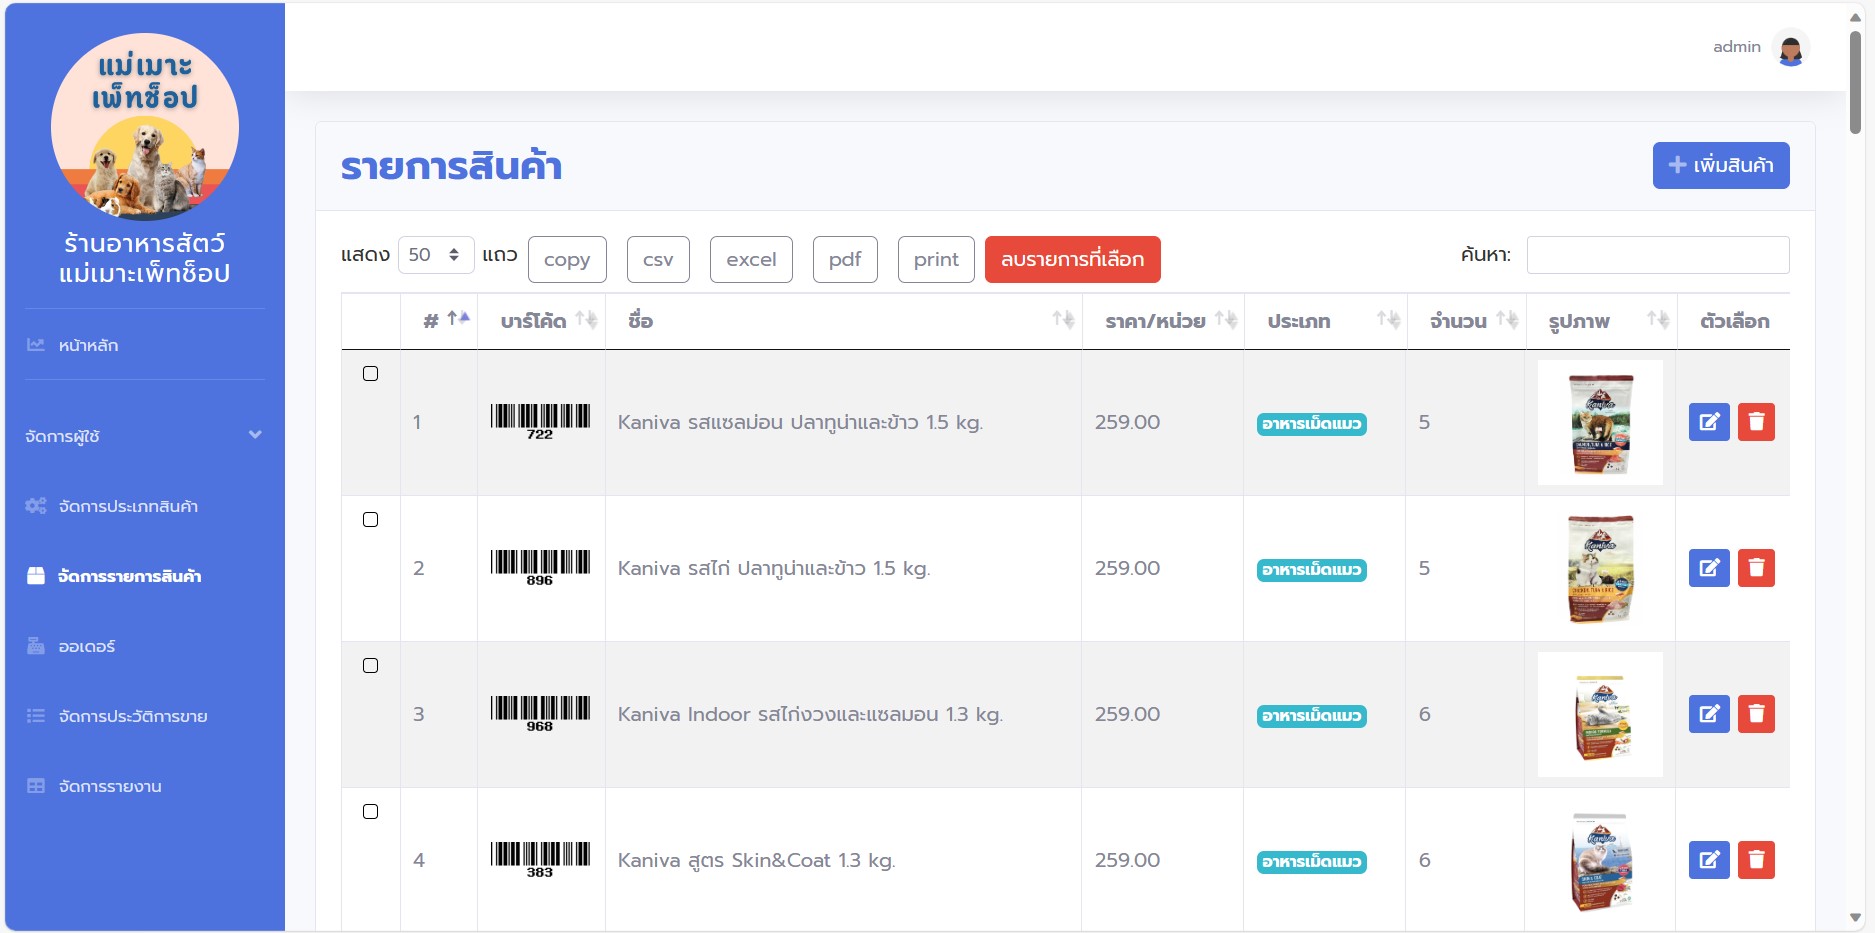 แม่เมาะ
เพ็ทช็อป
ร้านอาหารสัตว์
แม่เมาะเพ็ทช็อป
หน้าหลัก
จัดการผู้ใช้
จัดการประเภทสินค้า
จัดการรายการสินค้า
ออเดอร์
จัดการประวัติการขาย
จัดการรายงาน
admin
รายการสินค้า
เพิ่มสินค้า
แสดง 50 แถว copy csv excel pdf print ลบรายการที่เลือก ค้นหา:
# บาร์โค้ด ชื่อ ราคา/หน่วย ประเภท จำนวน รูปภาพ ตัวเลือก
1 722 Kaniva รสแซลม่อน ปลาทูน่าและข้าว 1.5 kg. 259.00 อาหารเม็ดแมว 5 Kaniva
2 896 Kaniva รสไก่ ปลาทูน่าและข้าว 1.5 kg. 259.00 อาหารเม็ดแมว 5 Kaniva
3 968 Kaniva Indoor รสไก่งวงและแซลมอน 1.3 kg. 259.00 อาหารเม็ดแมว 6 Kaniva
4 383 Kaniva สูตร Skin&Coat 1.3 kg. 259.00 อาหารเม็ดแมว 6 Kaniva